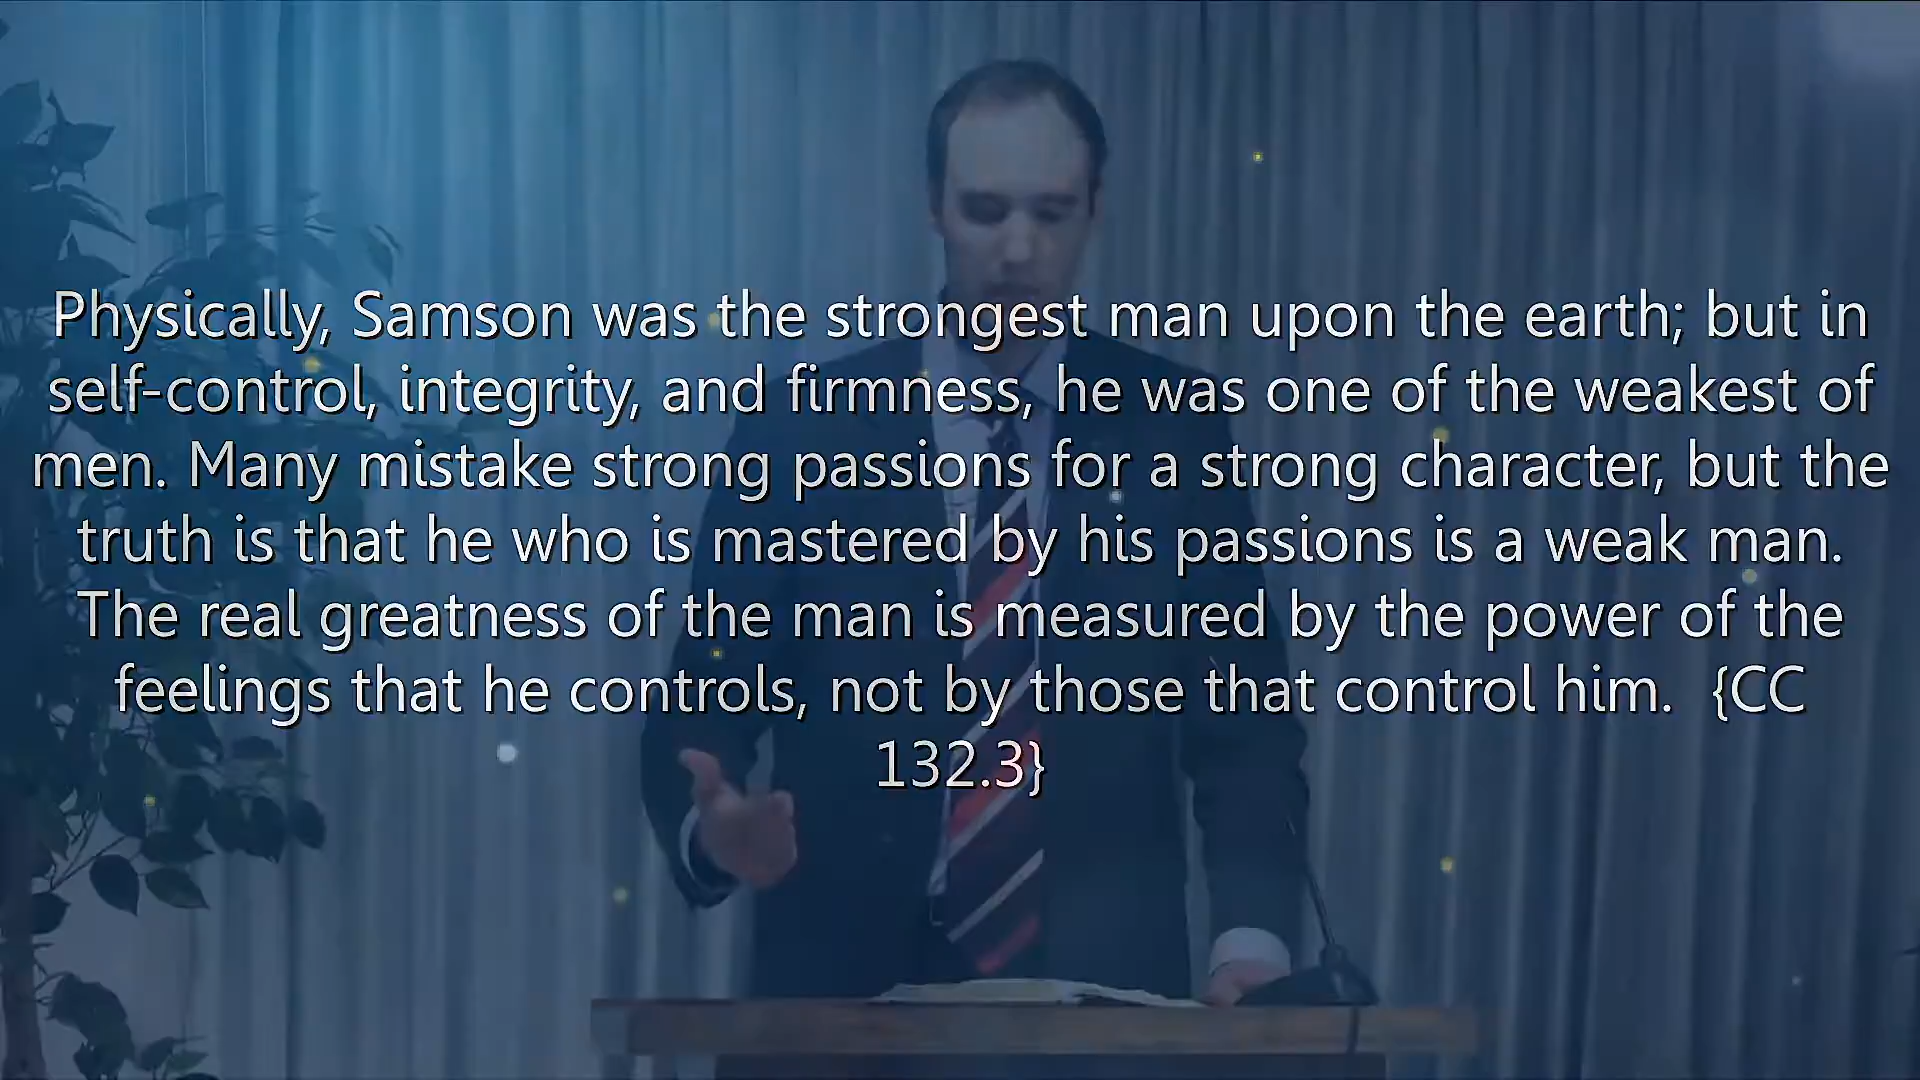 Physically, Samson was the strongest man upon the earth; but in
self-control, integrity, and firmness, he was one of the weakest of
men. Many mistake strong passions for a strong character, but the
truth is that he who is mastered by his passions is a weak man.
The real greatness of the man is measured by the power of the
feelings that he controls, not by those that control him.  {CC
132.3}